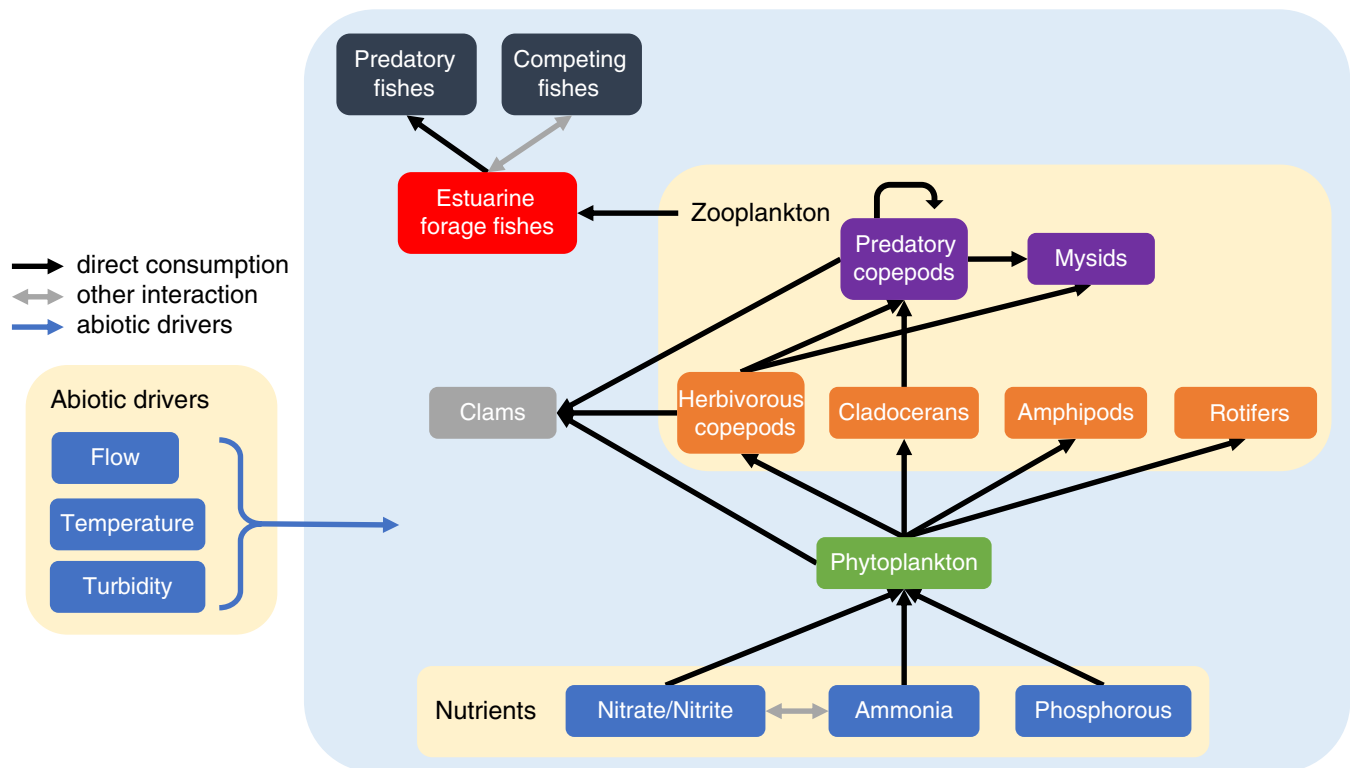 Predatory
fishes
Competing
fishes
Estuarine
forage fishes
Zooplankton
Predatory
copepods
Mysids
direct consumption
other interaction
abiotic drivers
Abiotic drivers
Flow
Temperature
Turbidity
Clams
Herbivorous
copepods
Cladocerans
Amphipods
Rotifers
Phytoplankton
Nutrients
Nitrate/Nitrite
Ammonia
Phosphorous